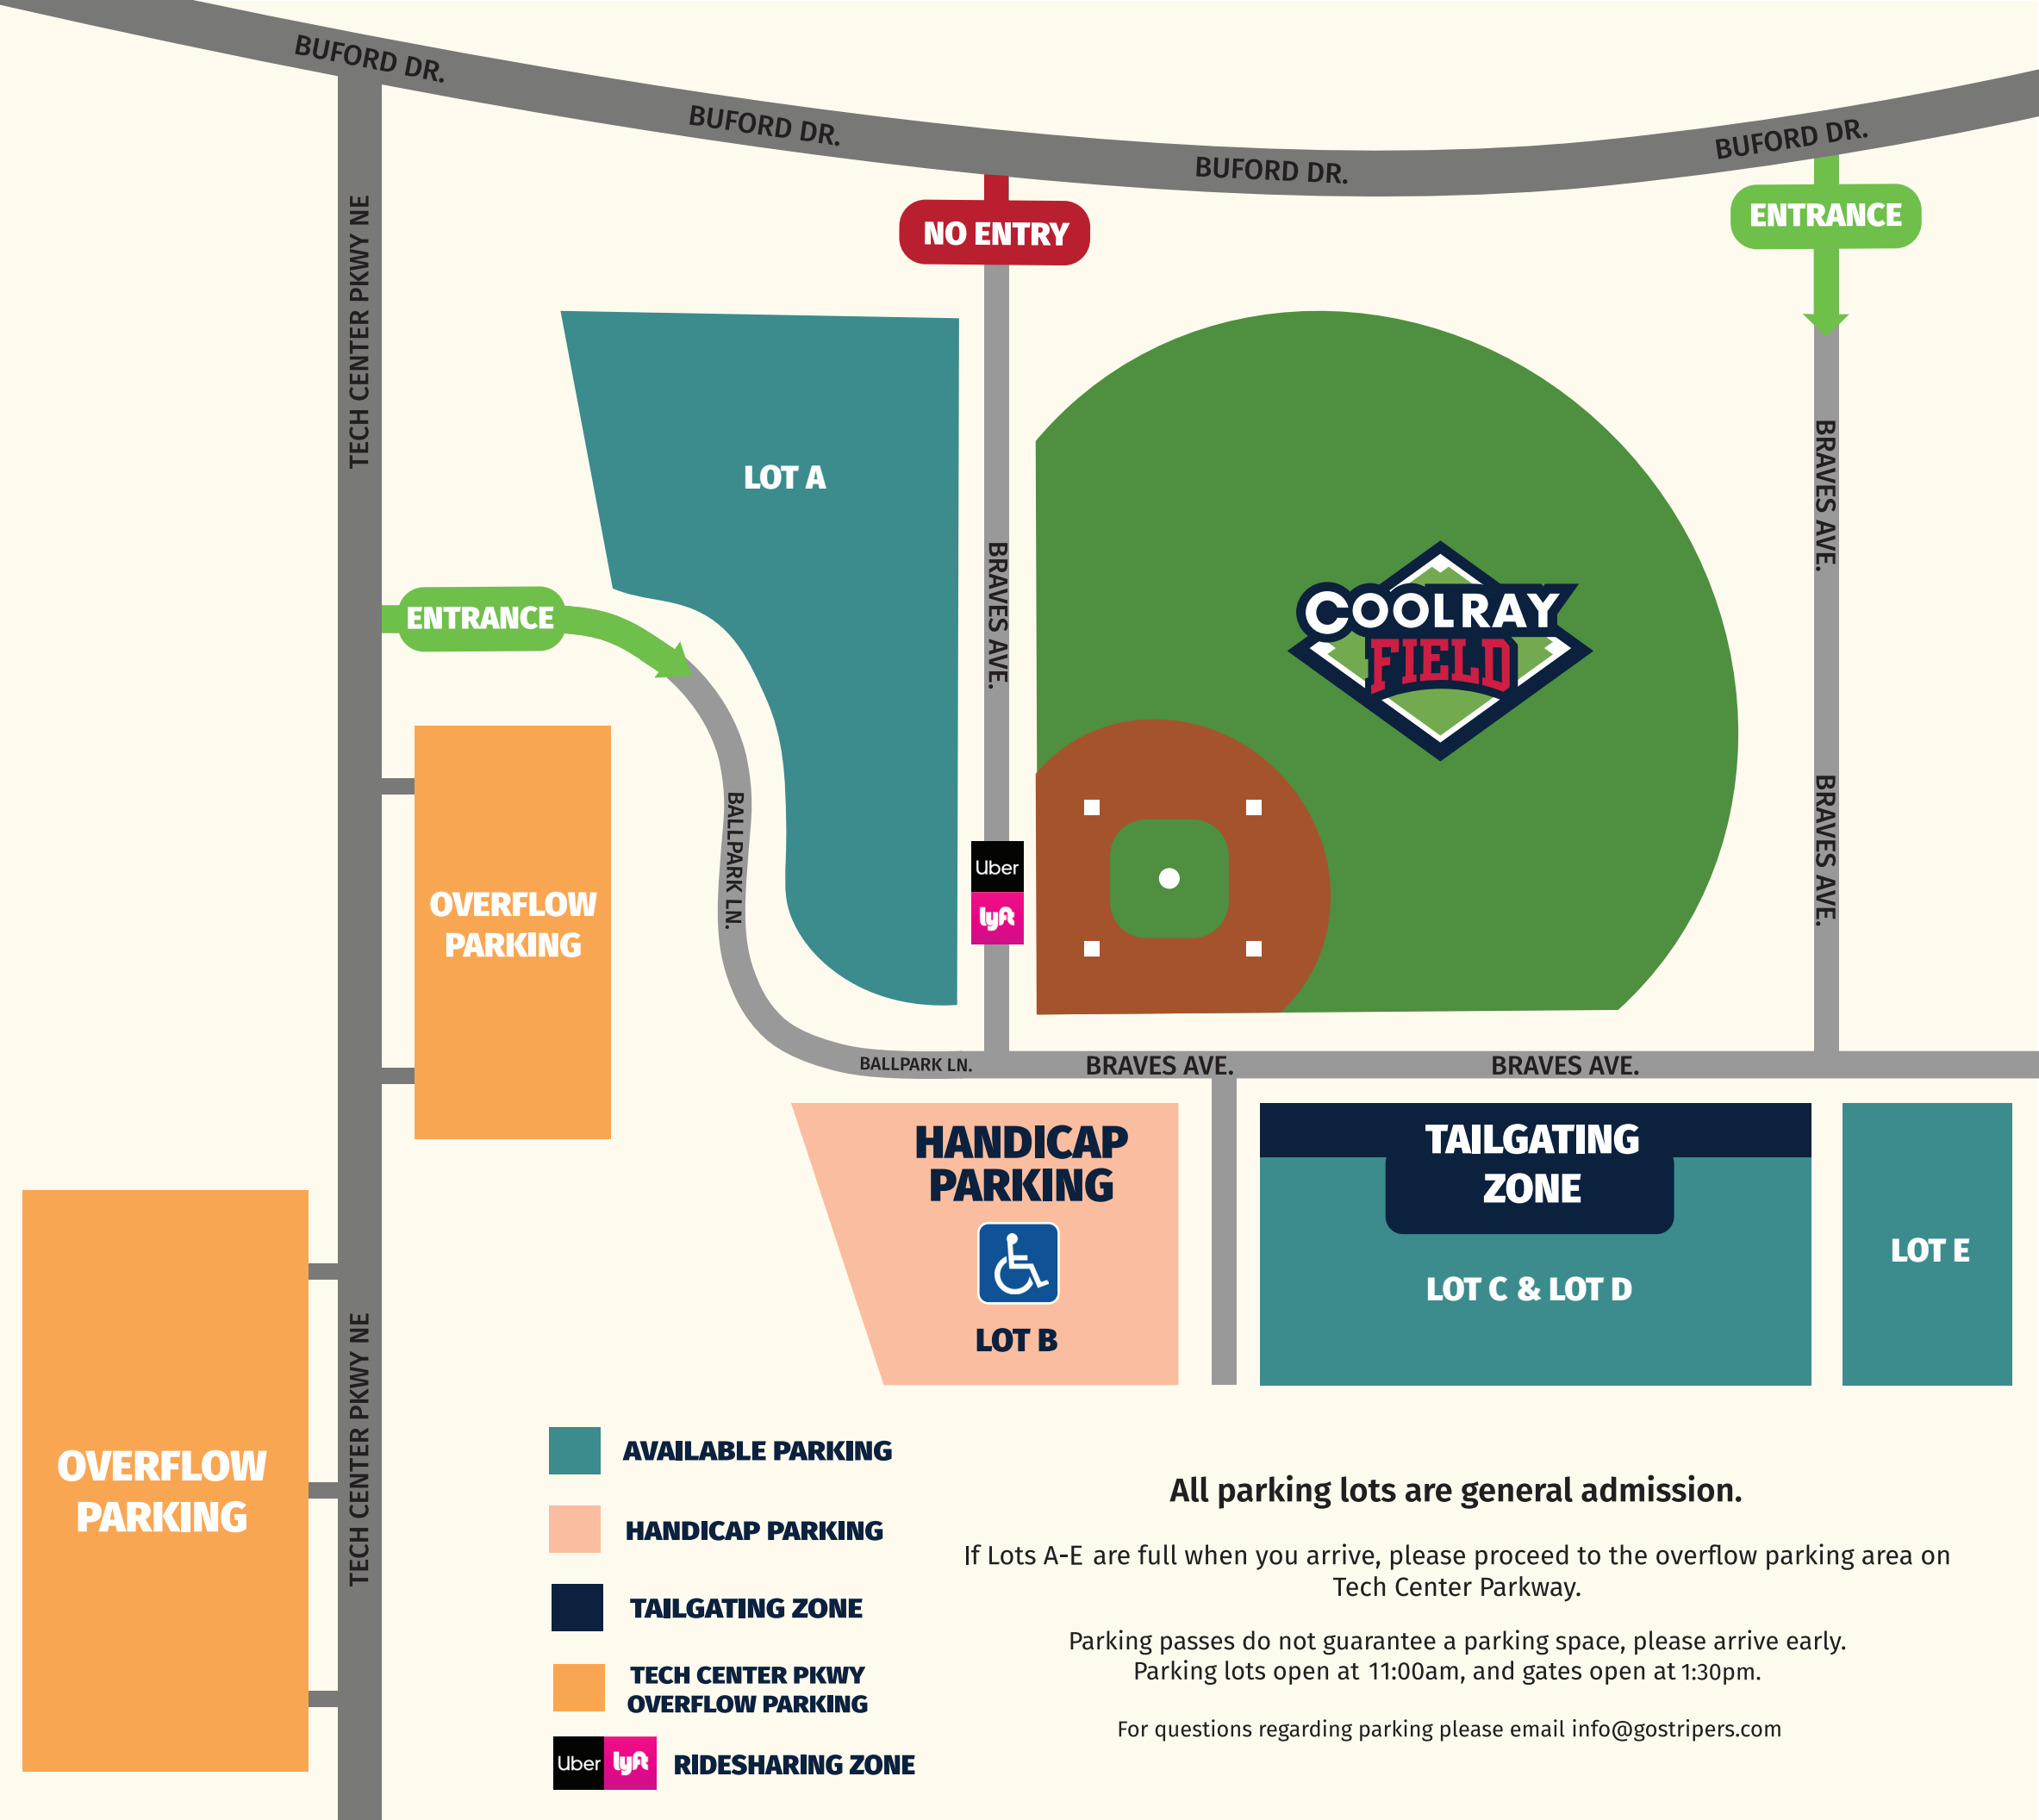 BUFORD DR.
BUFORD DR.
BUFORD DR.
BUFORD DR.
NO ENTRY
ENTRANCE
TECH CENTER PKWY NE
LOT A
BRAVES AVE.
BRAVES AVE.
COOLRAY
FIELD
ENTRANCE
BALLPARK LN.
BRAVES AVE.
Uber
lyft
OVERFLOW
PARKING
BALLPARK LN.
BRAVES AVE.
BRAVES AVE.
HANDICAP
PARKING
LOT B
TAILGATING
ZONE
LOT C & LOT D
LOT E
OVERFLOW
PARKING
TECH CENTER PKWY NE
AVAILABLE PARKING
HANDICAP PARKING
TAILGATING ZONE
TECH CENTER PKWY
OVERFLOW PARKING
Uber lyft RIDESHARING ZONE
All parking lots are general admission.
If Lots A-E are full when you arrive, please proceed to the overflow parking area on
Tech Center Parkway.
Parking passes do not guarantee a parking space, please arrive early.
Parking lots open at 11:00am, and gates open at 1:30pm.
For questions regarding parking please email info@gostripers.com